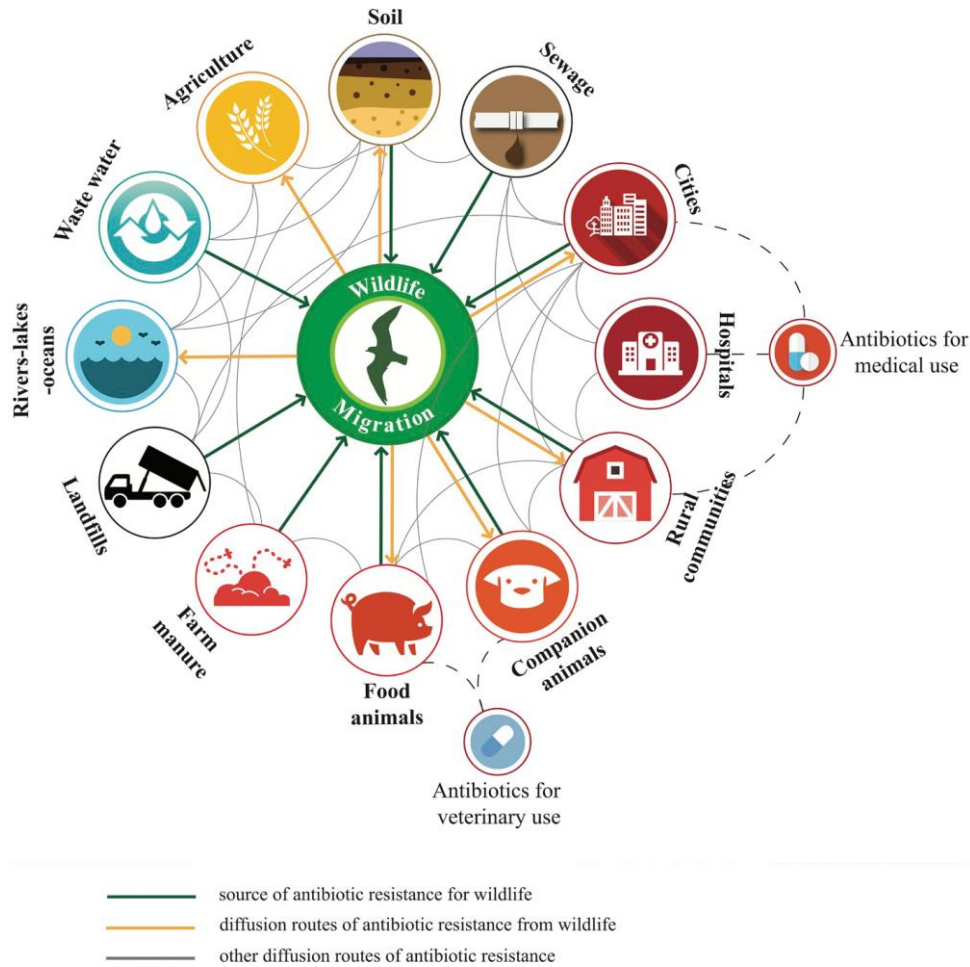 Soil
Sewage
Cities
Hospitals
Rural
communities
Companion
animals
Food
animals
Farm
manure
Landfills
Rivers-lakes
-oceans
Waste water
Agriculture
Wildlife
Migration
Antibiotics for
medical use
Antibiotics for
veterinary use
source of antibiotic resistance for wildlife
diffusion routes of antibiotic resistance from wildlife
other diffusion routes of antibiotic resistance